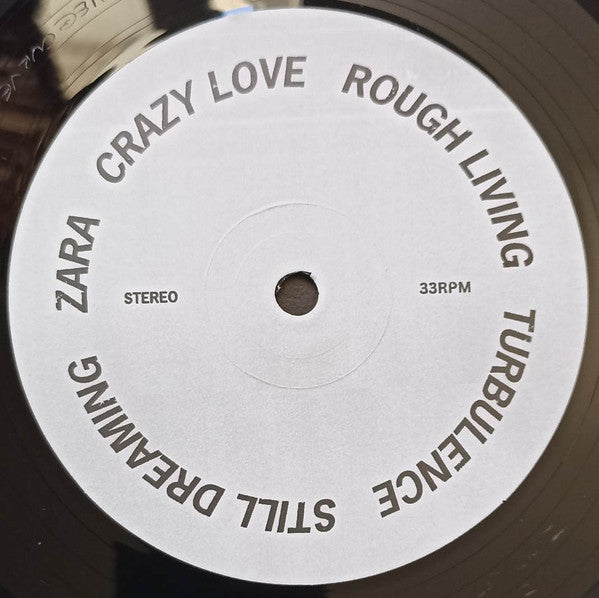 ZARA
CRAZY LOVE
ROUGH LIVING
TURBULENCE
STILL DREAMING
STEREO
33RPM